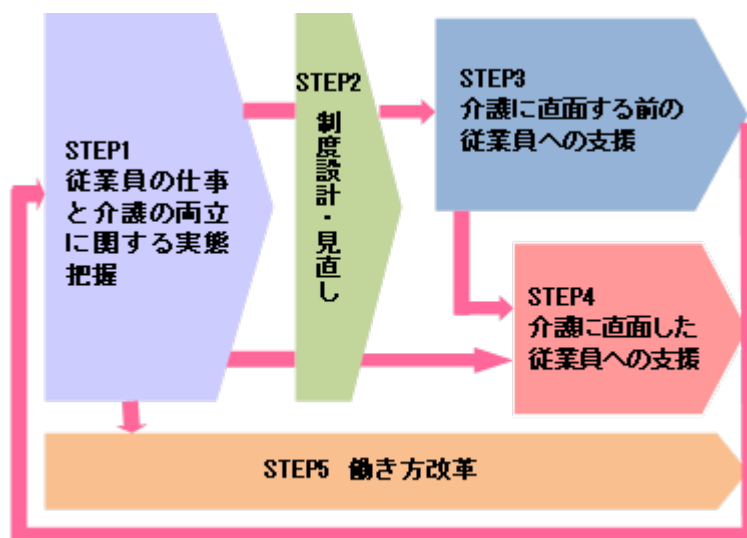 STEP1
従業員の仕事
と介護の両立
に関する実態
把握
STEP2
制度設計・見直し
STEP3
介護に直面する前の
従業員への支援
STEP4
介護に直面した
従業員への支援
STEP5 働き方改革